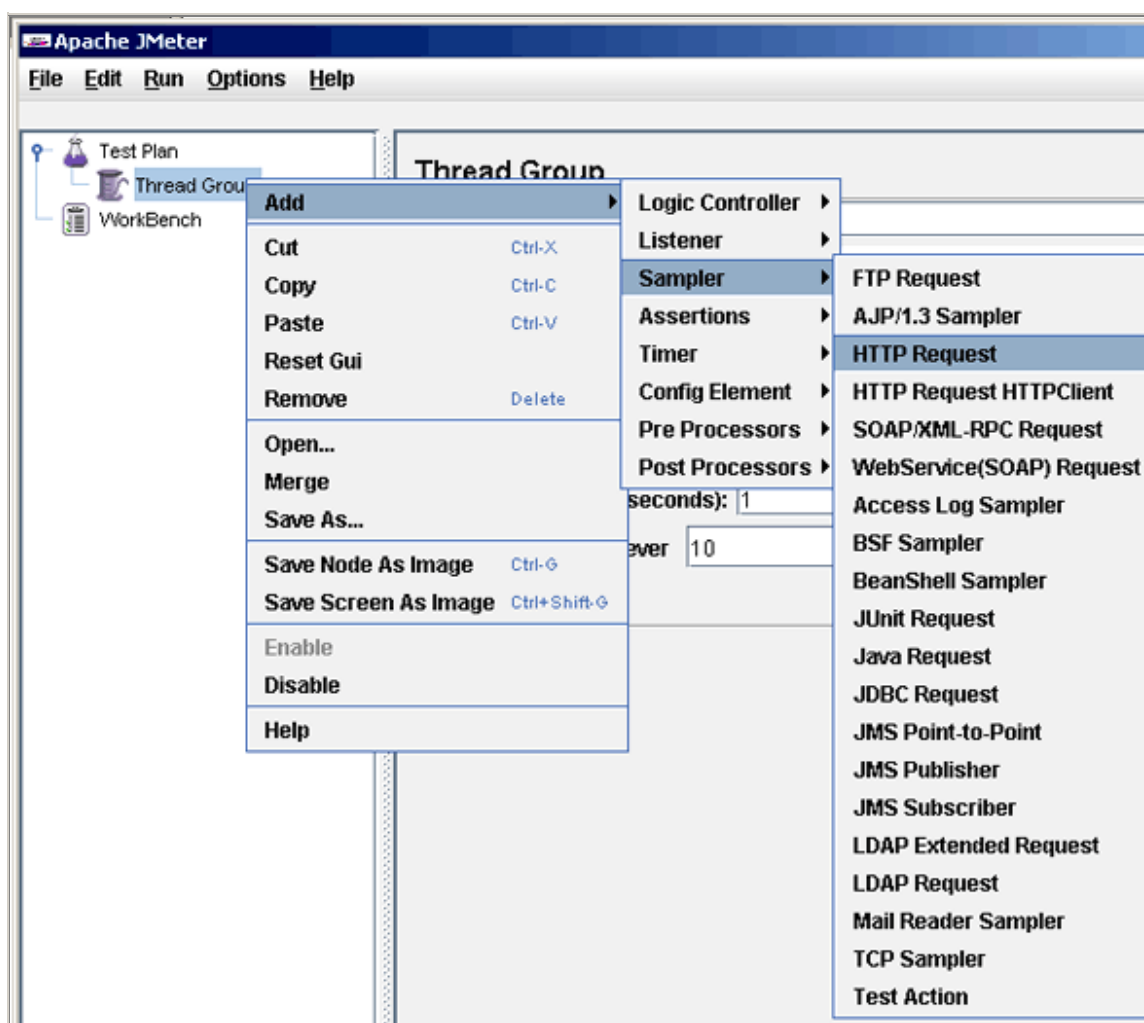 Apache JMeter
File Edit Run Options Help
Test Plan
Thread Grou
WorkBench
Thread Group
Add
Cut Ctrl-X
Copy Ctrl-C
Paste Ctrl-V
Reset Gui
Remove Delete
Open...
Merge
Save As...
Save Node As Image Ctrl-G
Save Screen As Image Ctrl+Shift-G
Enable
Disable
Help
Logic Controller
Listener
Sampler
Assertions
Timer
Config Element
Pre Processors
Post Processors
seconds): 1
ever 10
FTP Request
AJP/1.3 Sampler
HTTP Request
HTTP Request HTTPClient
SOAP/XML-RPC Request
WebService(SOAP) Request
Access Log Sampler
BSF Sampler
BeanShell Sampler
JUnit Request
Java Request
JDBC Request
JMS Point-to-Point
JMS Publisher
JMS Subscriber
LDAP Extended Request
LDAP Request
Mail Reader Sampler
TCP Sampler
Test Action